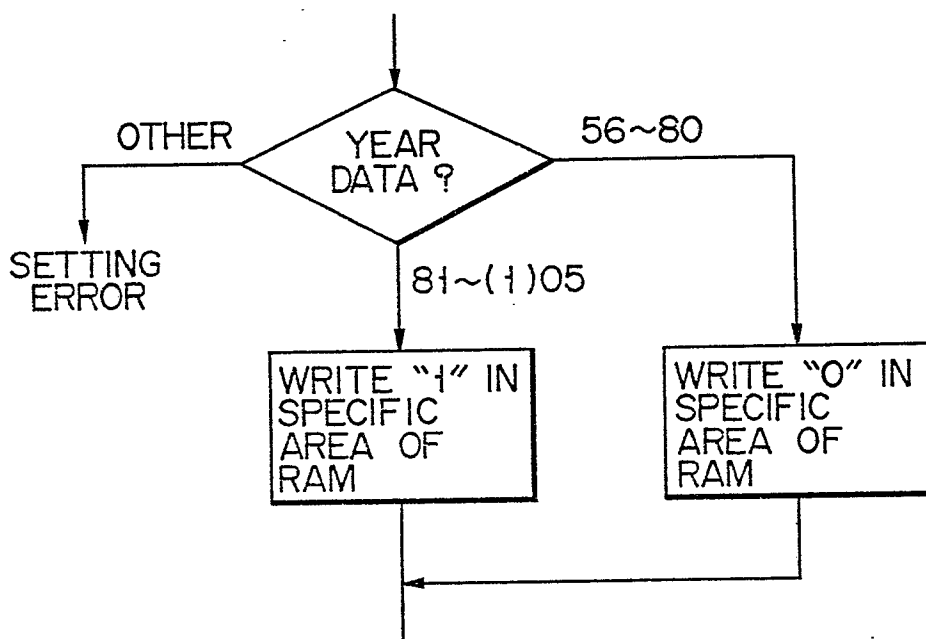 OTHER
YEAR
DATA ?
56~80
SETTING
ERROR
81~(1)05
WRITE "1" IN
SPECIFIC
AREA OF
RAM
WRITE "0" IN
SPECIFIC
AREA OF
RAM